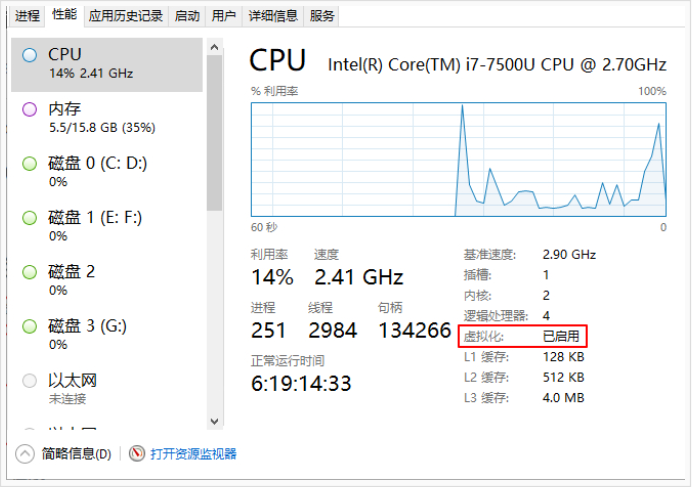 进程 性能 应用历史记录 启动 用户 详细信息 服务
CPU
14% 2.41 GHz
内存
5.5/15.8 GB (35%)
磁盘 0 (C: D:)
0%
磁盘 1 (E: F:)
0%
磁盘 2
0%
磁盘 3 (G:)
0%
以太网
未连接
CPU Intel(R) Core(TM) i7-7500U CPU @ 2.70GHz
% 利用率 100%
60 秒 0
利用率 速度
14% 2.41 GHz
进程 线程 句柄
251 2984 134266
正常运行时间
6:19:14:33
基准速度: 2.90 GHz
插槽: 1
内核: 2
逻辑处理器: 4
虚拟化: 已启用
L1 缓存: 128 KB
L2 缓存: 512 KB
L3 缓存: 4.0 MB
简略信息(D) 打开资源监视器